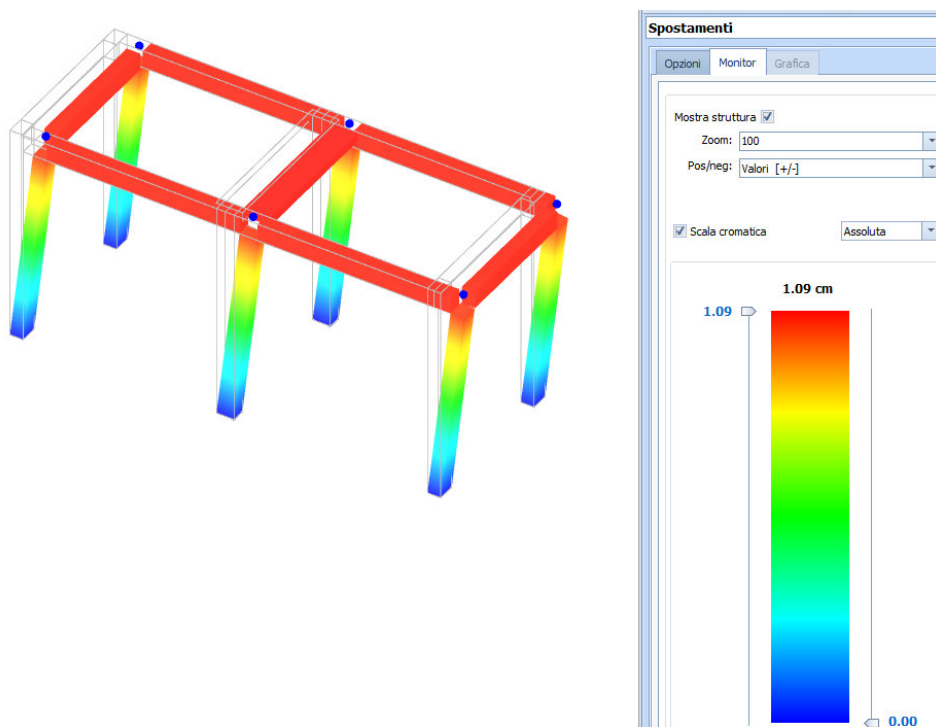 Spostamenti
Opzioni Monitor Grafica
Mostra struttura
Zoom: 100
Pos/neg: Valori [+/-]
Scala cromatica Assoluta
1.09 cm
1.09
0.00